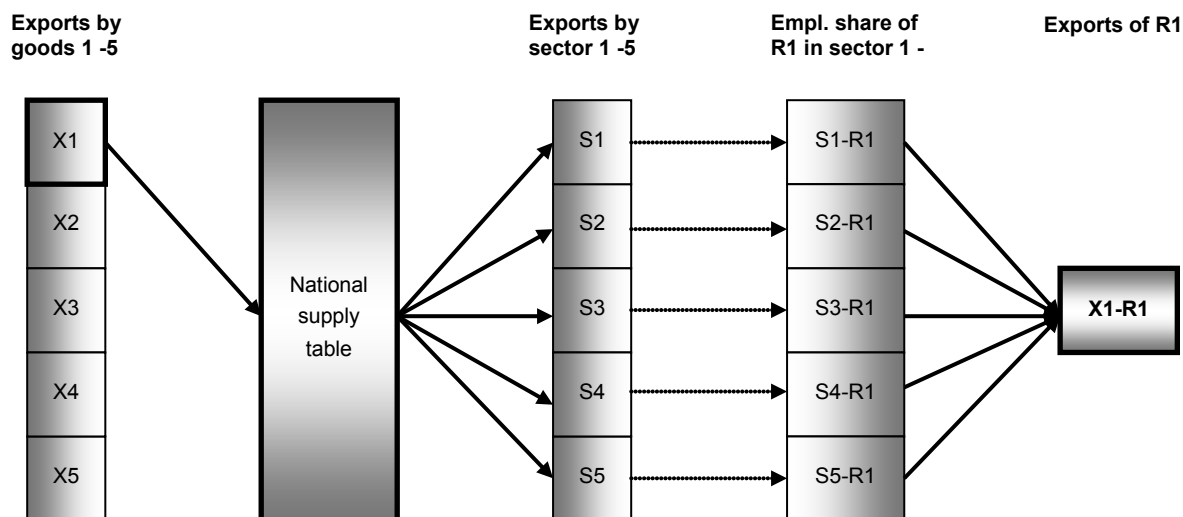 Exports by
goods 1 -5
Exports by
sector 1 -5
Empl. share of
R1 in sector 1 -
Exports of R1
X1
X2
X3
X4
X5
National
supply
table
S1
S2
S3
S4
S5
S1-R1
S2-R1
S3-R1
S4-R1
S5-R1
X1-R1